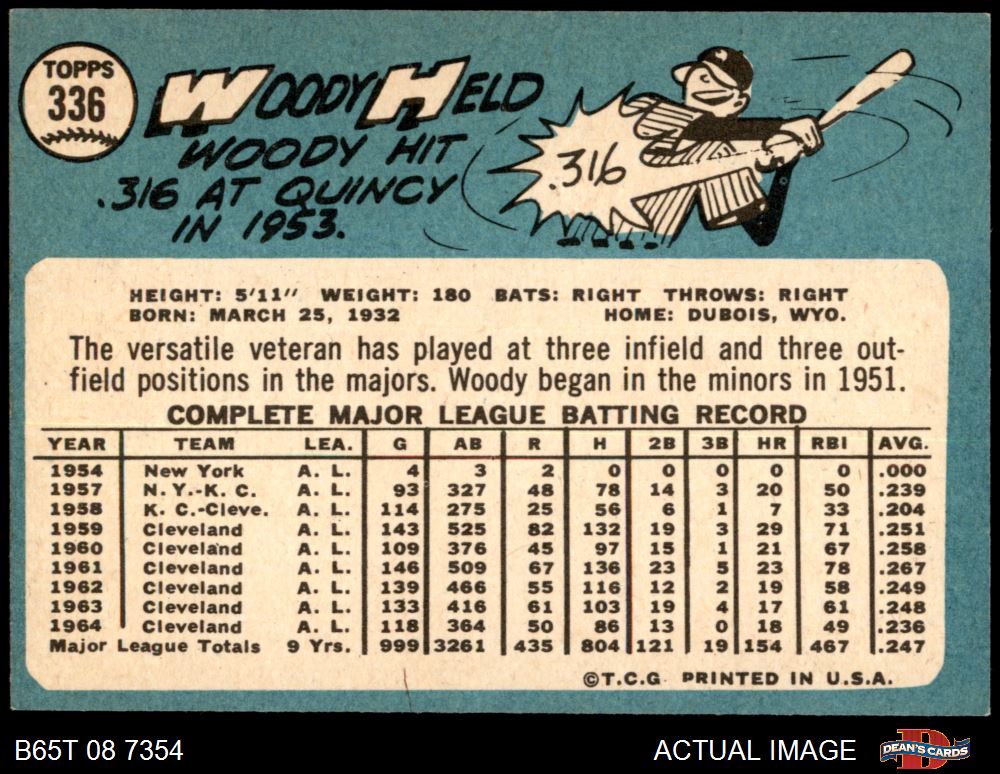 TOPPS
336
WOODY HELD
WOODY HIT
.316 AT QUINCY
IN 1953.
.316
HEIGHT: 5'11" WEIGHT: 180 BATS: RIGHT THROWS: RIGHT
BORN: MARCH 25, 1932 HOME: DUBOIS, WYO.
The versatile veteran has played at three infield and three out-
field positions in the majors. Woody began in the minors in 1951.
COMPLETE MAJOR LEAGUE BATTING RECORD
YEAR TEAM LEA. G AB R H 2B 3B HR RBI AVG.
1954 New York A. L. 4 3 2 0 0 0 0 0 .000
1957 N. Y.-K. C. A. L. 93 327 48 78 14 3 20 50 .239
1958 K. C.-Cleve. A. L. 114 275 25 56 6 1 7 33 .204
1959 Cleveland A. L. 143 525 82 132 19 3 29 71 .251
1960 Cleveland A. L. 109 376 45 97 15 1 21 67 .258
1961 Cleveland A. L. 146 509 67 136 23 5 23 78 .267
1962 Cleveland A. L. 139 466 55 116 12 2 19 58 .249
1963 Cleveland A. L. 133 416 61 103 19 4 17 61 .248
1964 Cleveland A. L. 118 364 50 86 13 0 18 49 .236
Major League Totals 9 Yrs. 999 3261 435 804 121 19 154 467 .247
©T.C.G. PRINTED IN U.S.A.
B65T 08 7354 ACTUAL IMAGE DEAN'S CARDS